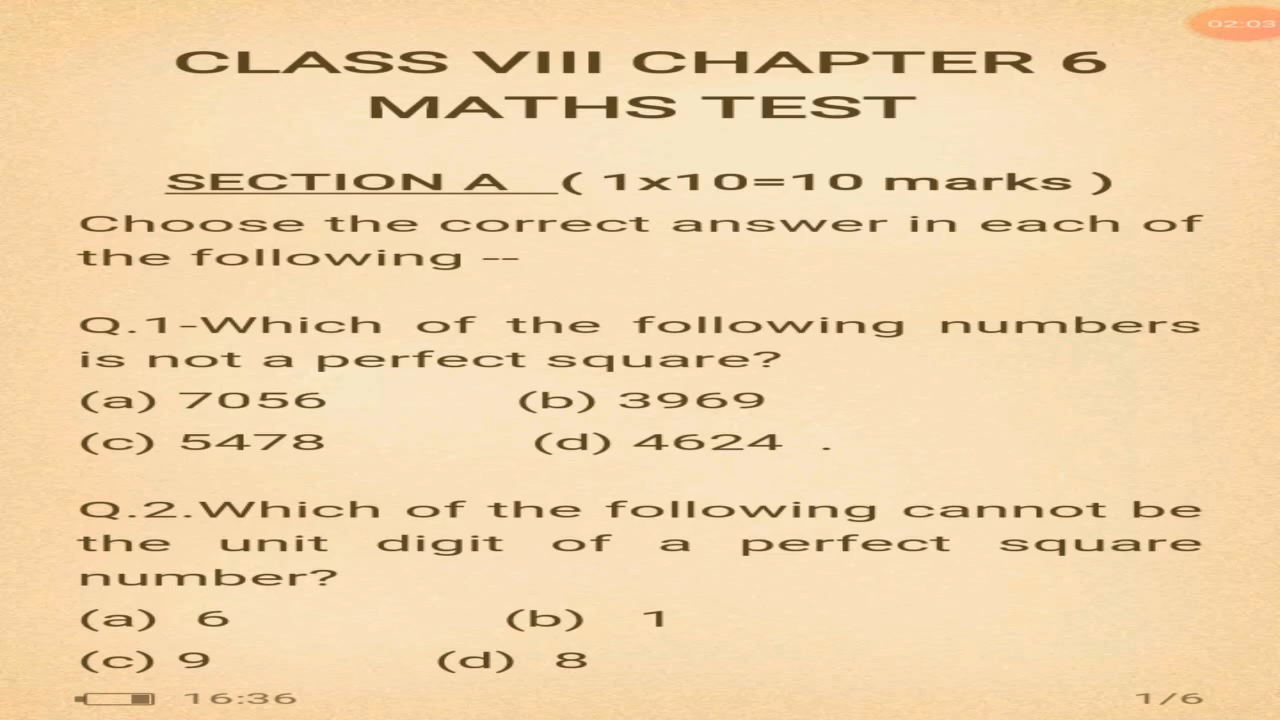 02:03
CLASS VIII CHAPTER 6
MATHS TEST
SECTION A ( 1x10=10 marks )
Choose the correct answer in each of
the following --
Q.1-Which of the following numbers
is not a perfect square?
(a) 7056 (b) 3969
(c) 5478 (d) 4624 .
Q.2.Which of the following cannot be
the unit digit of a perfect square
number?
(a) 6 (b) 1
(c) 9 (d) 8
16:36 1/6